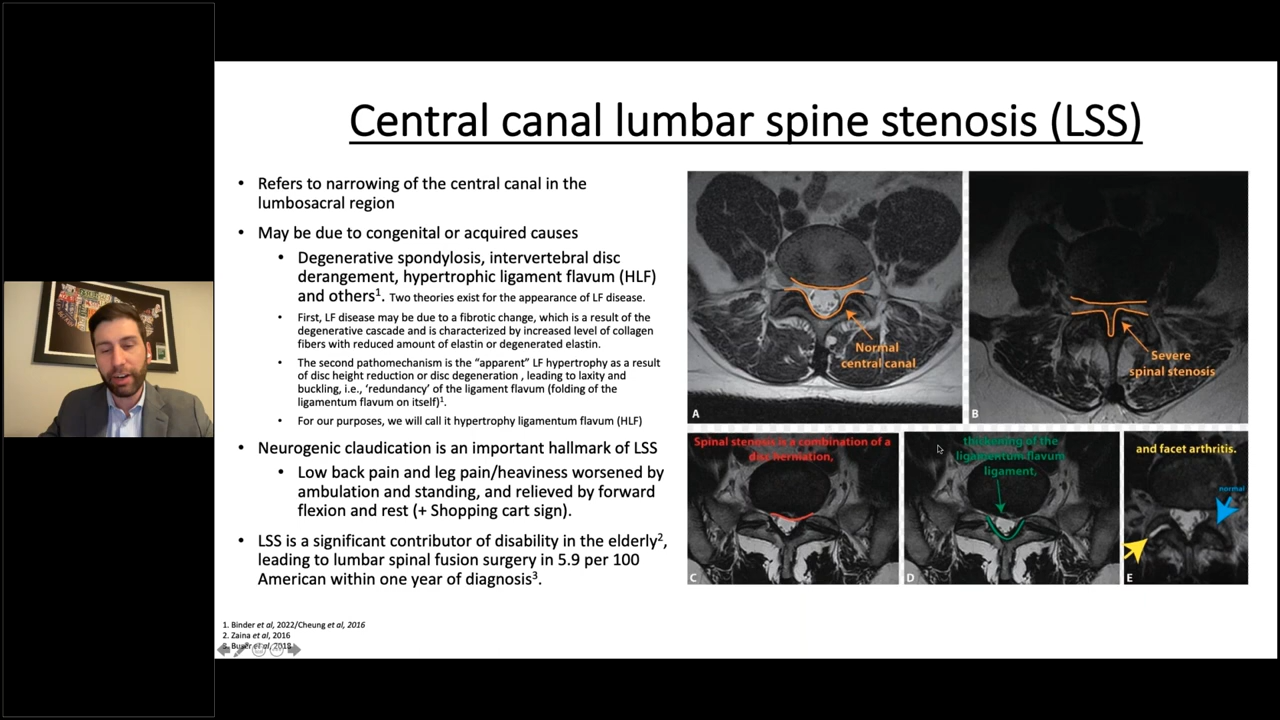 Central canal lumbar spine stenosis (LSS)
• Refers to narrowing of the central canal in the
lumbosacral region
• May be due to congenital or acquired causes
• Degenerative spondylosis, intervertebral disc
derangement, hypertrophic ligament flavum (HLF)
and others1. Two theories exist for the appearance of LF disease.
• First, LF disease may be due to a fibrotic change, which is a result of the
degenerative cascade and is characterized by increased level of collagen
fibers with reduced amount of elastin or degenerated elastin.
• The second pathomechanism is the “apparent” LF hypertrophy as a result
of disc height reduction or disc degeneration , leading to laxity and
buckling, i.e., ‘redundancy’ of the ligament flavum (folding of the
ligamentum flavum on itself)1.
• For our purposes, we will call it hypertrophy ligamentum flavum (HLF)
• Neurogenic claudication is an important hallmark of LSS
• Low back pain and leg pain/heaviness worsened by
ambulation and standing, and relieved by forward
flexion and rest (+ Shopping cart sign).
• LSS is a significant contributor of disability in the elderly2,
leading to lumbar spinal fusion surgery in 5.9 per 100
American within one year of diagnosis3.
1. Binder et al, 2022/Cheung et al, 2016
2. Zaina et al, 2016
et al, 2018
Normal
central canal
A
Severe
spinal stenosis
B
Spinal stenosis is a combination of a
disc herniation,
C
thickening of the
ligamentum flavum
ligament,
D
and facet arthritis.
normal
E